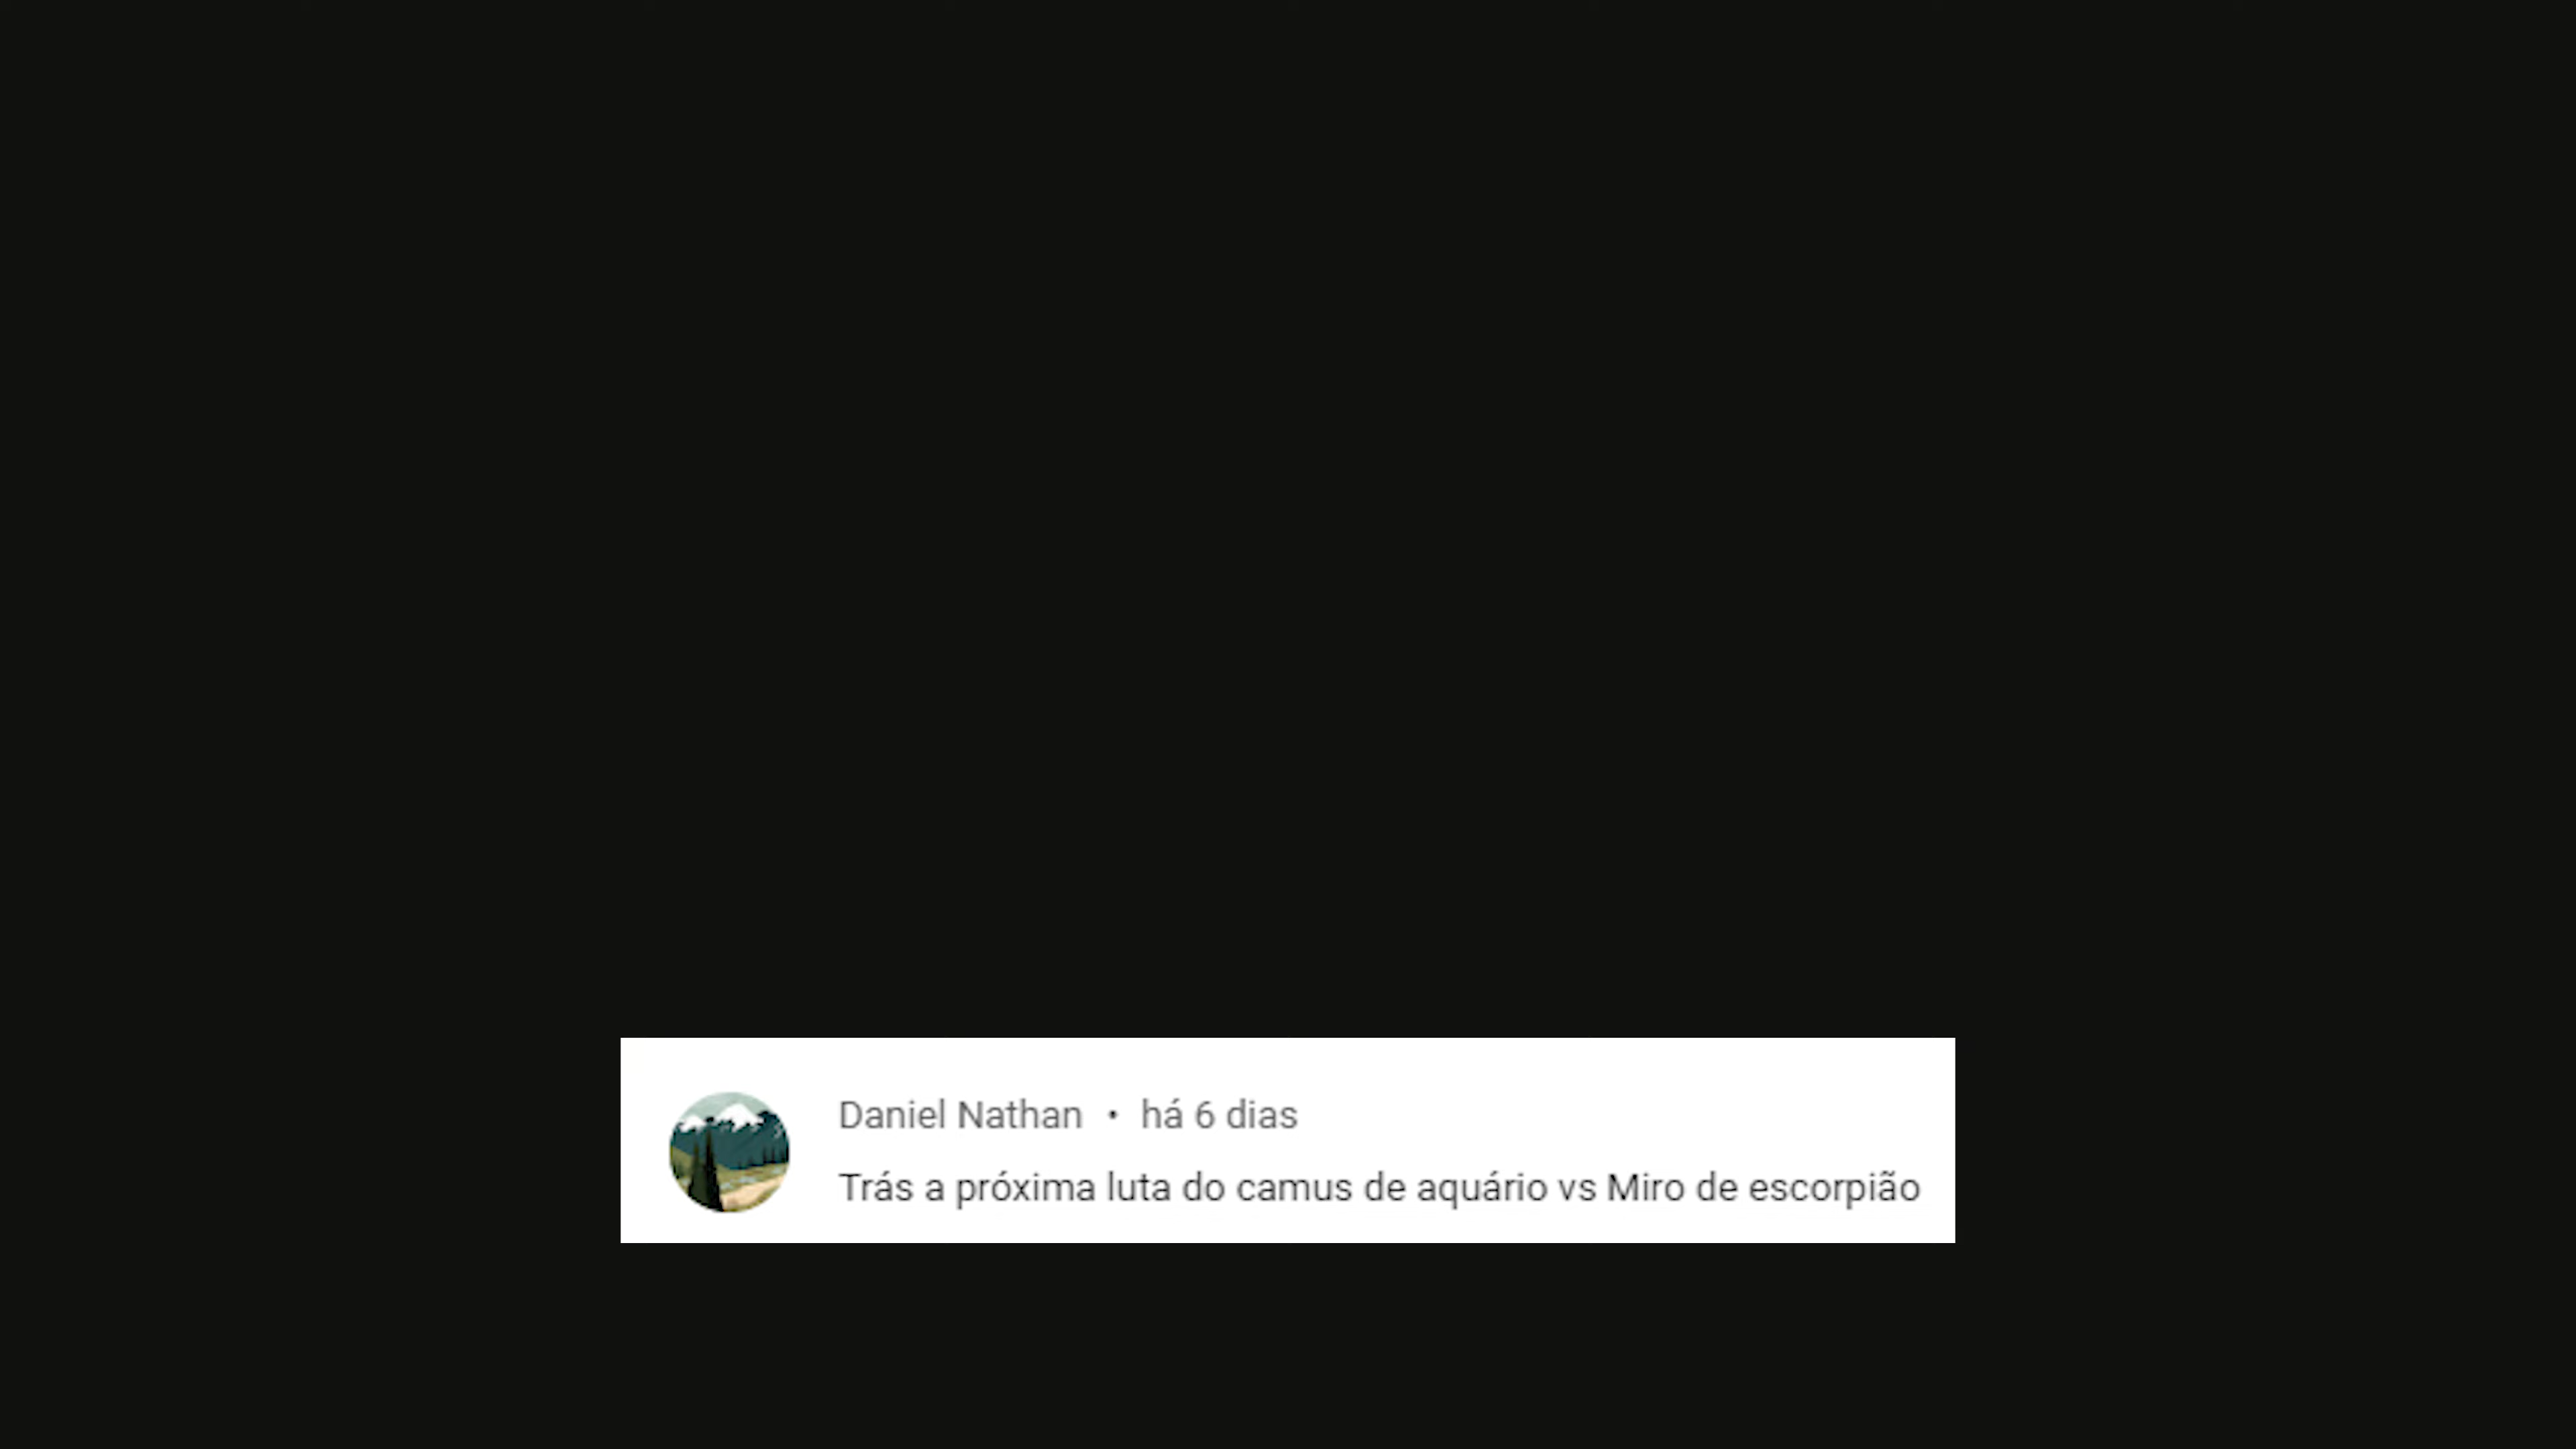 Daniel Nathan • há 6 dias
Trás a próxima luta do camus de aquário vs Miro de escorpião